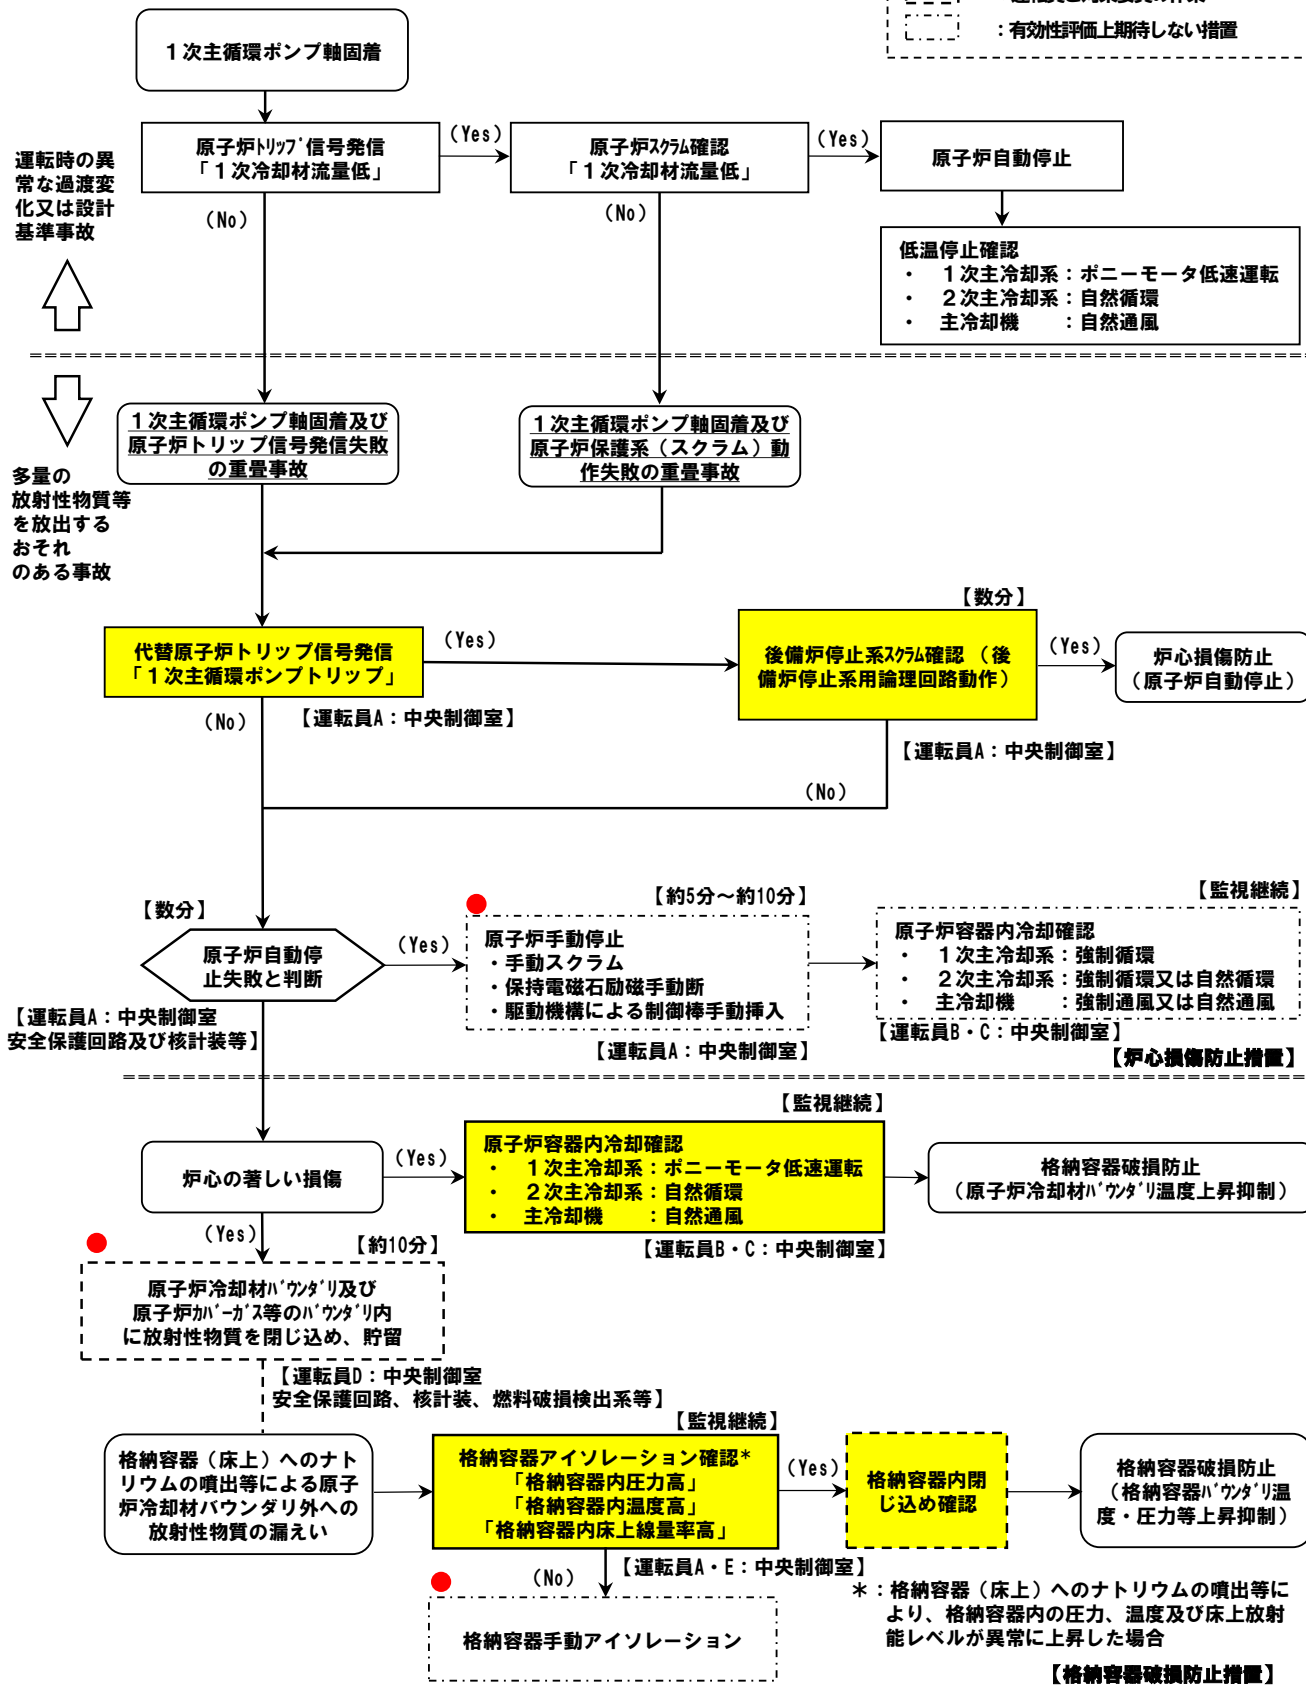 ：有効性評価上期待しない措置
１次主循環ポンプ軸固着
原子炉ﾄﾘｯﾌﾟ信号発信
「１次冷却材流量低」
（Yes）
原子炉ｽｸﾗﾑ確認
「１次冷却材流量低」
（Yes）
原子炉自動停止
運転時の異
常な過渡変
化又は設計
基準事故
（No）
（No）
低温停止確認
・　１次主冷却系：ポニーモータ低速運転
・　２次主冷却系：自然循環
・　主冷却機　　：自然通風
１次主循環ポンプ軸固着及び
原子炉トリップ信号発信失敗
の重畳事故
１次主循環ポンプ軸固着及び
原子炉保護系（スクラム）動
作失敗の重畳事故
多量の
放射性物質等
を放出する
おそれ
のある事故
代替原子炉トリップ信号発信
「１次主循環ポンプトリップ」
（Yes）
【数分】
後備炉停止系ｽｸﾗﾑ確認（後
備炉停止系用論理回路動作）
（Yes）
炉心損傷防止
（原子炉自動停止）
（No）
【運転員A：中央制御室】
【運転員A：中央制御室】
（No）
【数分】
原子炉自動停
止失敗と判断
（Yes）
【約5分～約10分】
原子炉手動停止
・手動スクラム
・保持電磁石励磁手動断
・駆動機構による制御棒手動挿入
【監視継続】
原子炉容器内冷却確認
・　１次主冷却系：強制循環
・　２次主冷却系：強制循環又は自然循環
・　主冷却機　　：強制通風又は自然通風
【運転員A：中央制御室
安全保護回路及び核計装等】
【運転員A：中央制御室】
【運転員B・C：中央制御室】
【炉心損傷防止措置】
【監視継続】
炉心の著しい損傷
（Yes）
原子炉容器内冷却確認
・　１次主冷却系：ポニーモータ低速運転
・　２次主冷却系：自然循環
・　主冷却機　　：自然通風
格納容器破損防止
（原子炉冷却材ﾊﾞｳﾝﾀﾞﾘ温度上昇抑制）
（Yes）
【約10分】
【運転員B・C：中央制御室】
原子炉冷却材ﾊﾞｳﾝﾀﾞﾘ及び
原子炉ｶﾊﾞｰｶﾞｽ等のﾊﾞｳﾝﾀﾞﾘ内
に放射性物質を閉じ込め、貯留
【運転員D：中央制御室
安全保護回路、核計装、燃料破損検出系等】
【監視継続】
格納容器（床上）へのナト
リウムの噴出等による原子
炉冷却材バウンダリ外への
放射性物質の漏えい
格納容器アイソレーション確認＊
「格納容器内圧力高」
「格納容器内温度高」
「格納容器内床上線量率高」
（Yes）
格納容器内閉
じ込め確認
格納容器破損防止
（格納容器ﾊﾞｳﾝﾀﾞﾘ温
度・圧力等上昇抑制）
（No）
【運転員A・E：中央制御室】
格納容器手動アイソレーション
＊：格納容器（床上）へのナトリウムの噴出等に
より、格納容器内の圧力、温度及び床上放射
能レベルが異常に上昇した場合
【格納容器破損防止措置】